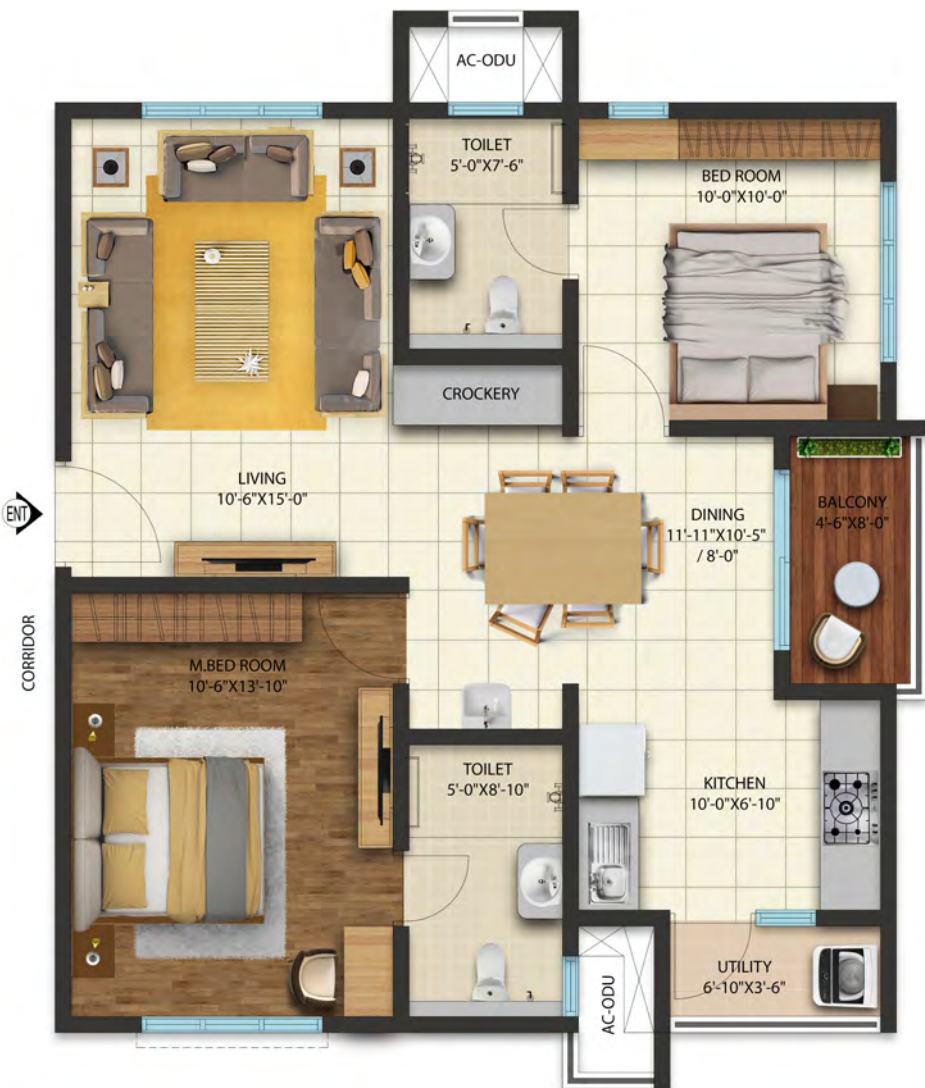 AC-ODU
TOILET
5'-0"X7'-6"
BED ROOM
10'-0"X10'-0"
CROCKERY
LIVING
10'-6"X15'-0"
ENT
DINING
11'-11"X10'-5"
/ 8'-0"
BALCONY
4'-6"X8'-0"
CORRIDOR
M.BED ROOM
10'-6"X13'-10"
TOILET
5'-0"X8'-10"
KITCHEN
10'-0"X6'-10"
UTILITY
6'-10"X3'-6"
AC-ODU